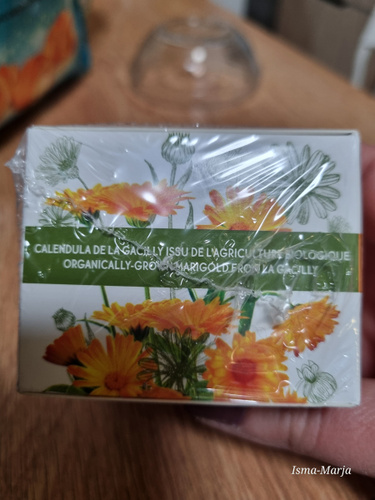 CALENDULA DE LA GACILLY ISSU DE L'AGRICULTURE BIOLOGIQUE
ORGANICALLY-GROWN MARIGOLD FROM LA GACILLY
Isma-Marja